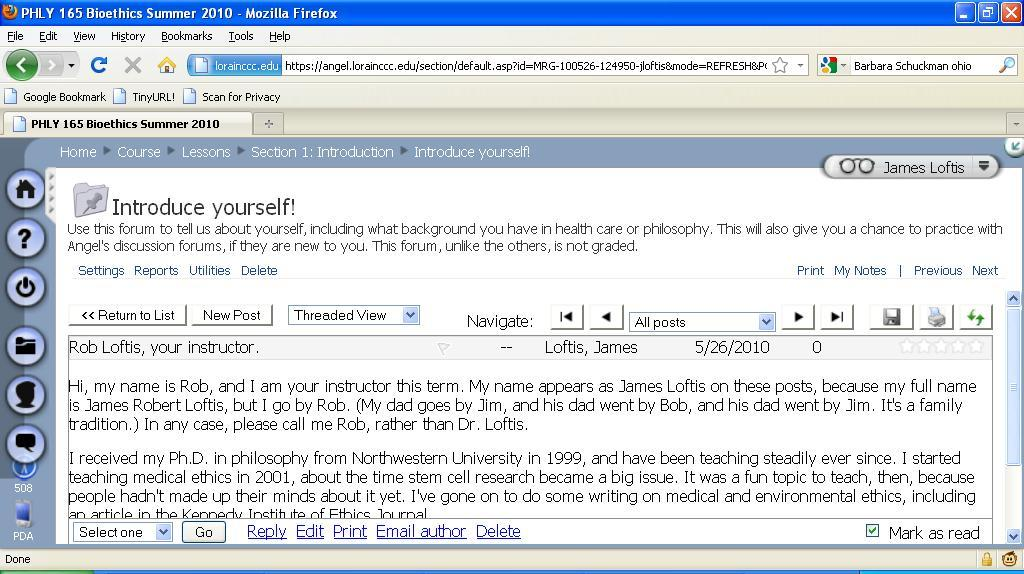 PHLY 165 Bioethics Summer 2010 - Mozilla Firefox
File Edit View History Bookmarks Tools Help
lorainccc.edu https://angel.lorainccc.edu/section/default.asp?id=MRG-100526-124950-jloftis&mode=REFRESH&P Barbara Schuckman ohio
Google Bookmark TinyURL! Scan for Privacy
PHLY 165 Bioethics Summer 2010
Home Course Lessons Section 1: Introduction Introduce yourself!
James Loftis
Introduce yourself!
Use this forum to tell us about yourself, including what background you have in health care or philosophy. This will also give you a chance to practice with
Angel's discussion forums, if they are new to you. This forum, unlike the others, is not graded.
Settings Reports Utilities Delete Print My Notes | Previous Next
<< Return to List New Post Threaded View Navigate: All posts
Rob Loftis, your instructor. -- Loftis, James 5/26/2010 0
Hi, my name is Rob, and I am your instructor this term. My name appears as James Loftis on these posts, because my full name
is James Robert Loftis, but I go by Rob. (My dad goes by Jim, and his dad went by Bob, and his dad went by Jim. It's a family
tradition.) In any case, please call me Rob, rather than Dr. Loftis.
I received my Ph.D. in philosophy from Northwestern University in 1999, and have been teaching steadily ever since. I started
teaching medical ethics in 2001, about the time stem cell research became a big issue. It was a fun topic to teach, then, because
people hadn't made up their minds about it yet. I've gone on to do some writing on medical and environmental ethics, including
an article in the Kennedy Institute of Ethics Journal
508
PDA
Select one Go Reply Edit Print Email author Delete Mark as read
Done